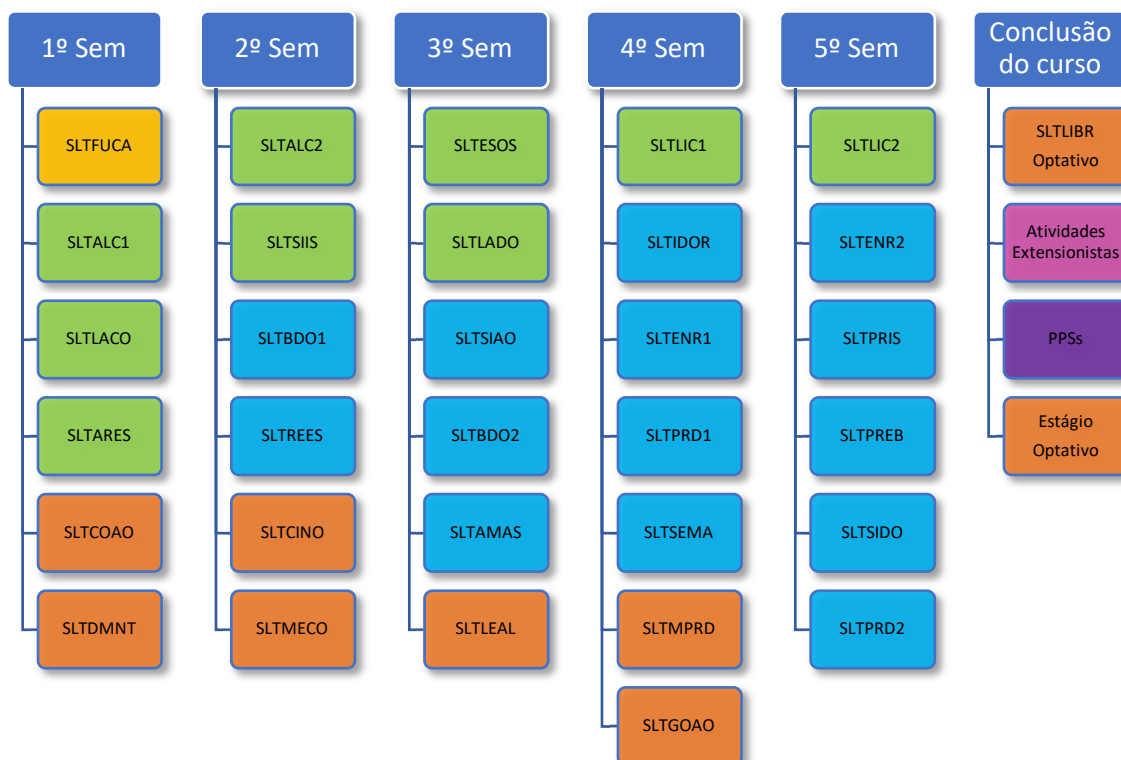 1º Sem
SLTFUCA
SLTALC1
SLTLACO
SLTARES
SLTCOAO
SLTDMNT
2º Sem
SLTALC2
SLTSIIS
SLTBDO1
SLTREES
SLTCINO
SLTMECO
3º Sem
SLTESOS
SLTLADO
SLTSIAO
SLTBDO2
SLTAMAS
SLTLEAL
4º Sem
SLTLIC1
SLTIDOR
SLTENR1
SLTPRD1
SLTSEMA
SLTMPRD
SLTGOAO
5º Sem
SLTLIC2
SLTENR2
SLTPRIS
SLTPREB
SLTSIDO
SLTPRD2
Conclusão
do curso
SLTLIBR
Optativo
Atividades
Extensionistas
PPSs
Estágio
Optativo